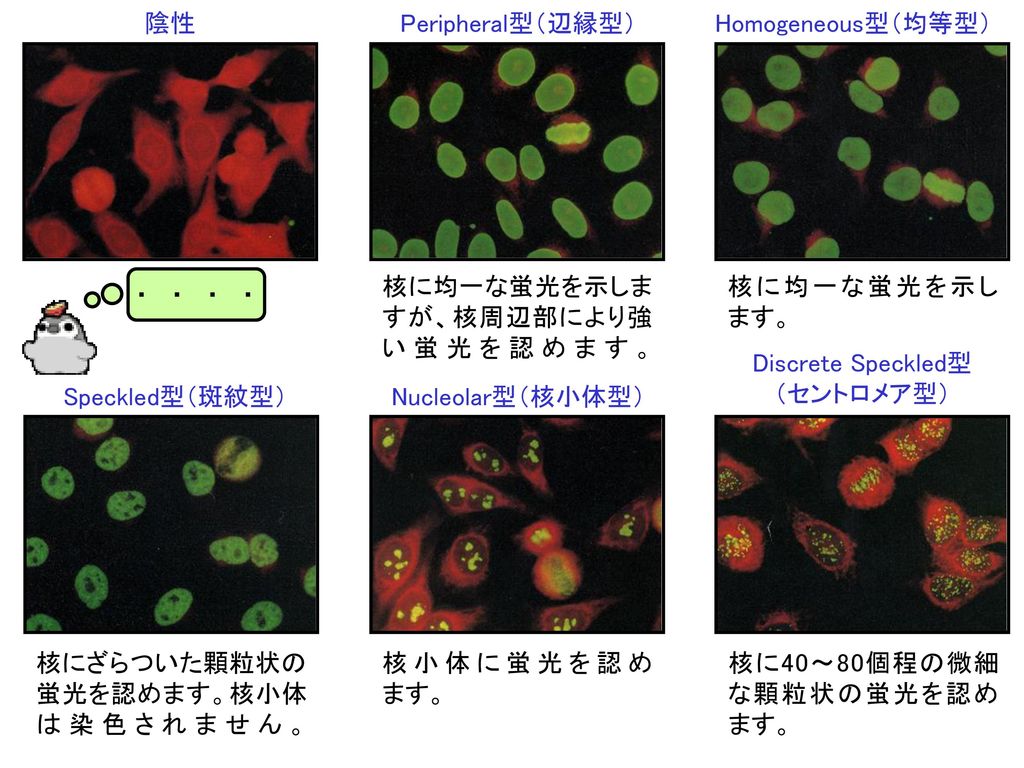 陰性
Peripheral型（辺縁型）
Homogeneous型（均等型）
・・・・
核に均一な蛍光を示しま
すが、核周辺部により強
い蛍光を認めます。
核に均一な蛍光を示し
ます。
Speckled型（斑紋型）
Nucleolar型（核小体型）
Discrete Speckled型
（セントロメア型）
核にざらついた顆粒状の
蛍光を認めます。核小体
は染色されません。
核小体に蛍光を認め
ます。
核に40～80個程の微細
な顆粒状の蛍光を認め
ます。